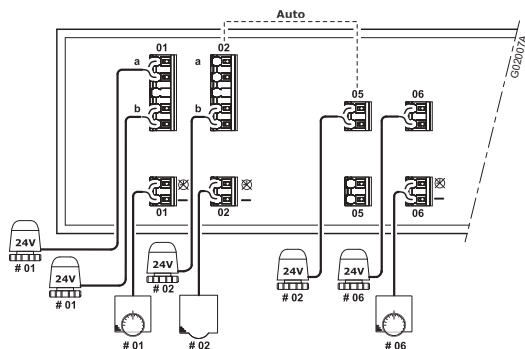 Auto
01 02
a a
G02007A
05 06
b b
01 02 05 06
24V
# 01
24V
# 01
24V
# 02
24V
# 02
24V
# 06
# 01 # 02 # 06